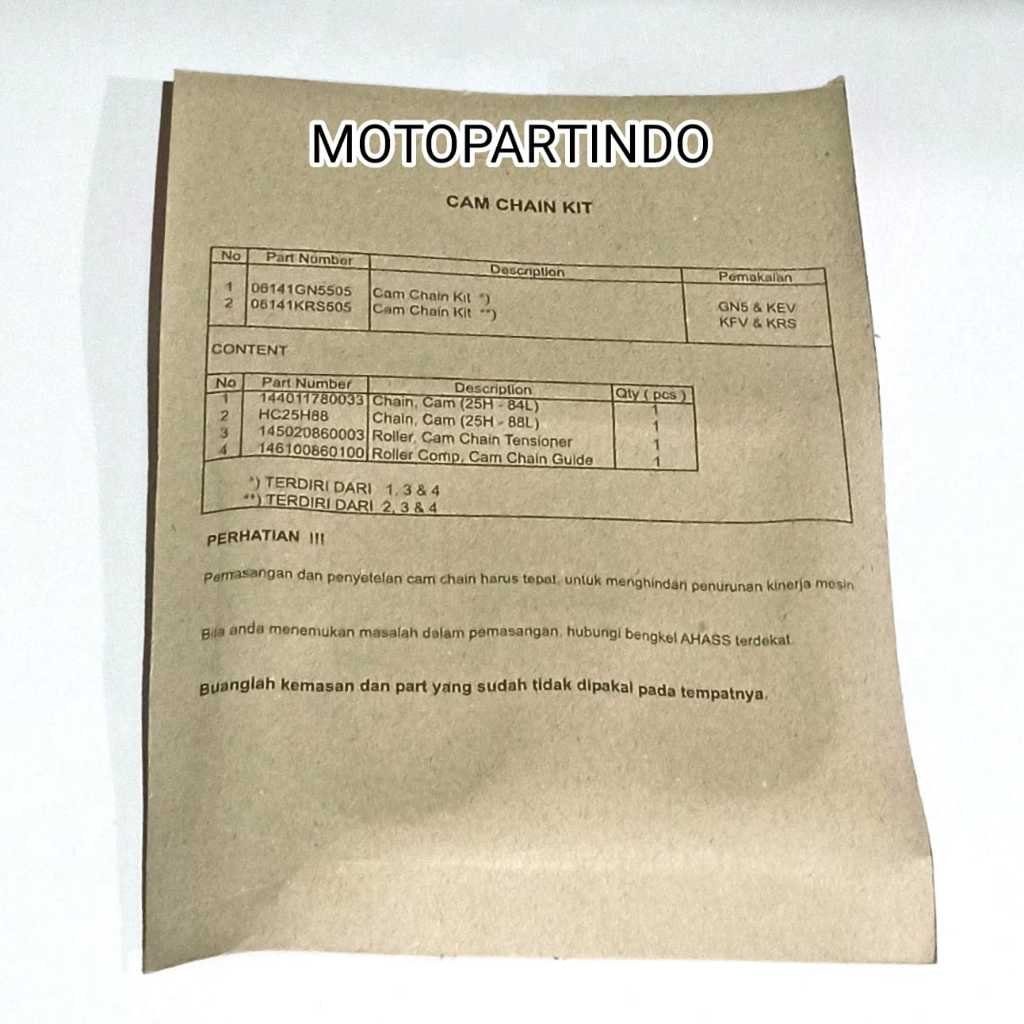 MOTOPARTINDO
CAM CHAIN KIT
No Part Number Description Pemakaian
1 06141GN5505 Cam Chain Kit *) GN5 & KEV
2 06141KRS505 Cam Chain Kit **) KFV & KRS
CONTENT
No Part Number Description Qty ( pcs )
1 144011780033 Chain, Cam (25H - 84L) 1
2 HC25H88 Chain, Cam (25H - 88L) 1
3 145020860003 Roller, Cam Chain Tensioner 1
4 146100860100 Roller Comp, Cam Chain Guide 1
*) TERDIRI DARI 1, 3 & 4
**) TERDIRI DARI 2, 3 & 4
PERHATIAN !!!
Pemasangan dan penyetelan cam chain harus tepat, untuk menghindari penurunan kinerja mesin
Bila anda menemukan masalah dalam pemasangan, hubungi bengkel AHASS terdekat.
Buanglah kemasan dan part yang sudah tidak dipakai pada tempatnya.